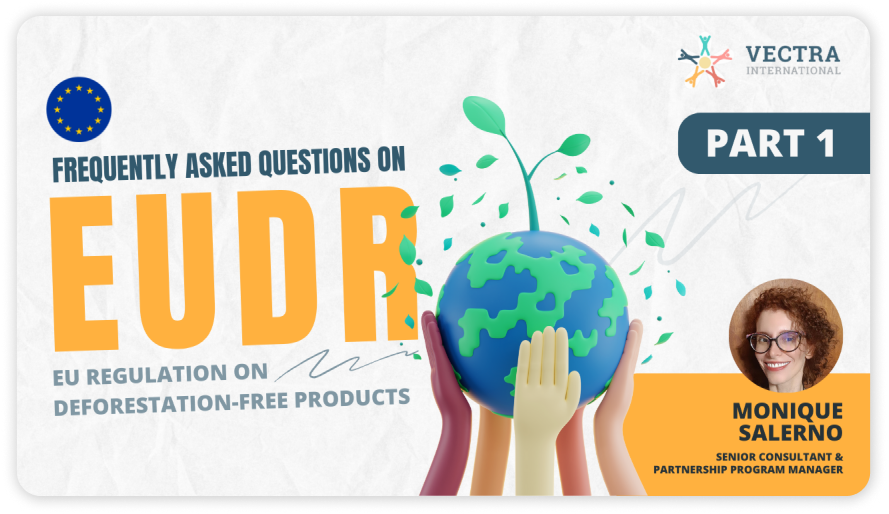 VECTRA
INTERNATIONAL
PART 1
FREQUENTLY ASKED QUESTIONS ON
EUDR
EU REGULATION ON
DEFORESTATION-FREE PRODUCTS
MONIQUE
SALERNO
SENIOR CONSULTANT &
PARTNERSHIP PROGRAM MANAGER